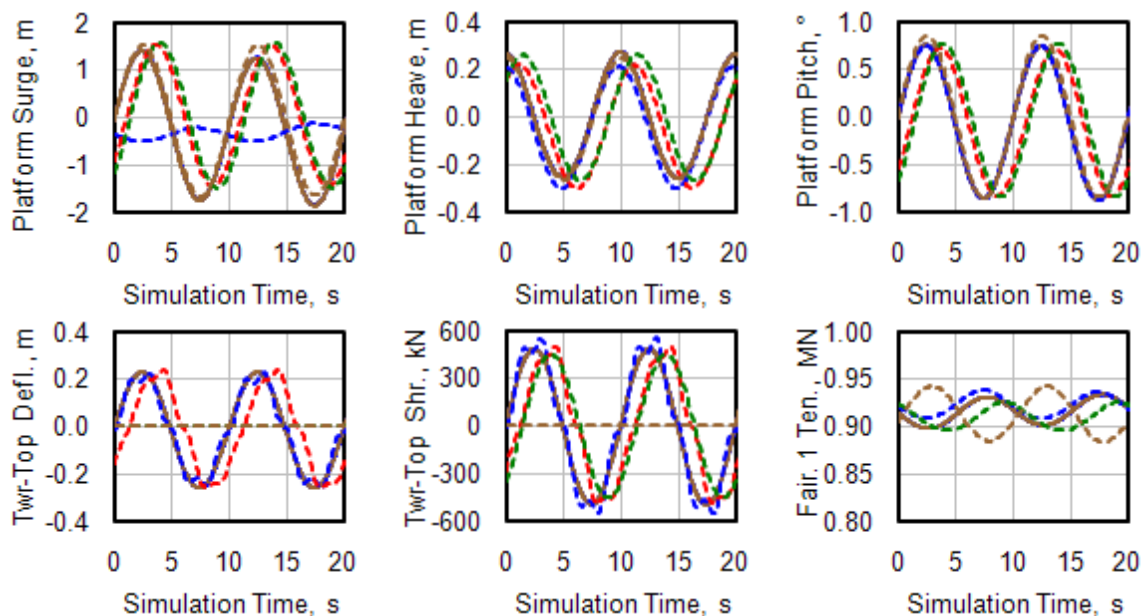 Platform Surge, m
2
1
0
-1
-2
0 5 10 15 20
Simulation Time, s
Platform Heave, m
0.4
0.2
0.0
-0.2
-0.4
0 5 10 15 20
Simulation Time, s
Platform Pitch, °
1.0
0.5
0.0
-0.5
-1.0
0 5 10 15 20
Simulation Time, s
Twr-Top Defl., m
0.4
0.2
0.0
-0.2
-0.4
0 5 10 15 20
Simulation Time, s
Twr-Top Shr., kN
600
300
0
-300
-600
0 5 10 15 20
Simulation Time, s
Fair. 1 Ten., MN
1.00
0.95
0.90
0.85
0.80
0 5 10 15 20
Simulation Time, s